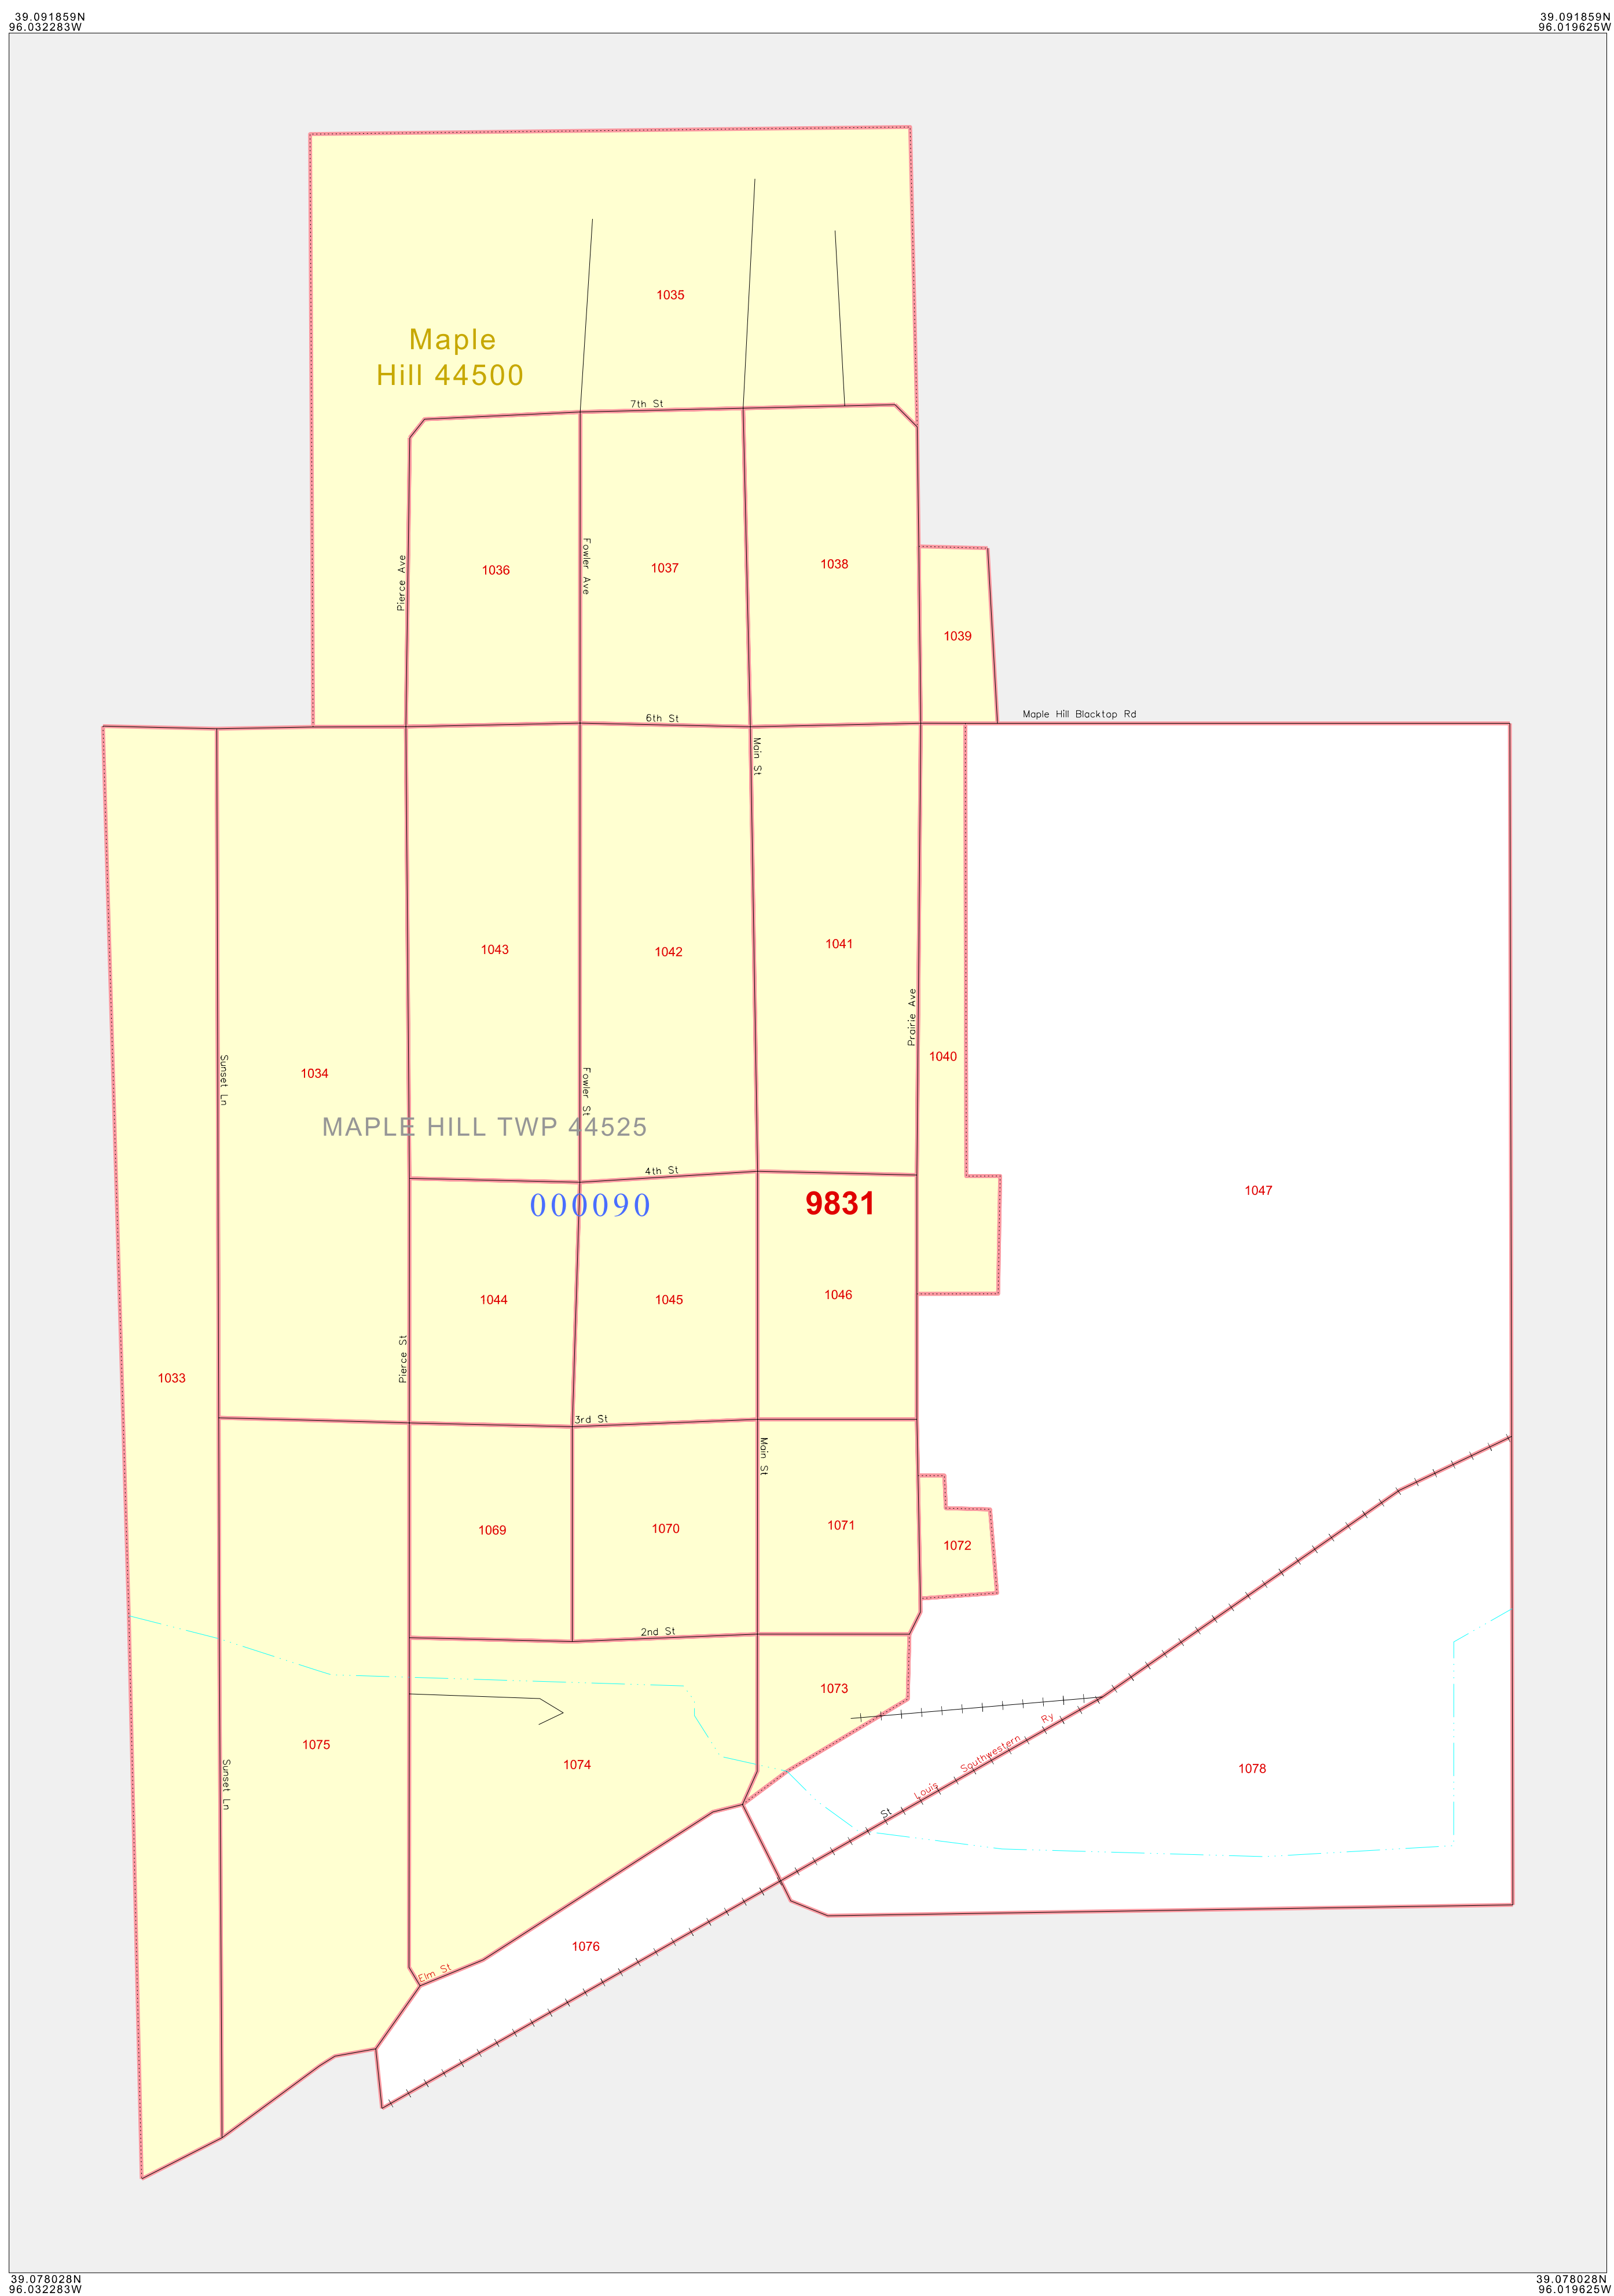 39.091859N
96.032283W
39.091859N
96.019625W
1035
Maple
Hill 44500
7th St
Pierce Ave
Fowler Ave
1036
1037
1038
1039
6th St
Maple Hill Blacktop Rd
Main St
1043
1042
1041
Prairie Ave
1040
Sunset Ln
1034
Fowler St
MAPLE HILL TWP 44525
4th St
000090
9831
1047
1044
1045
1046
Pierce St
1033
3rd St
Main St
1069
1070
1071
1072
2nd St
1073
1075
1074
Sunset Ln
St Louis Southwestern Ry
1078
1076
Elm St
39.078028N
96.032283W
39.078028N
96.019625W